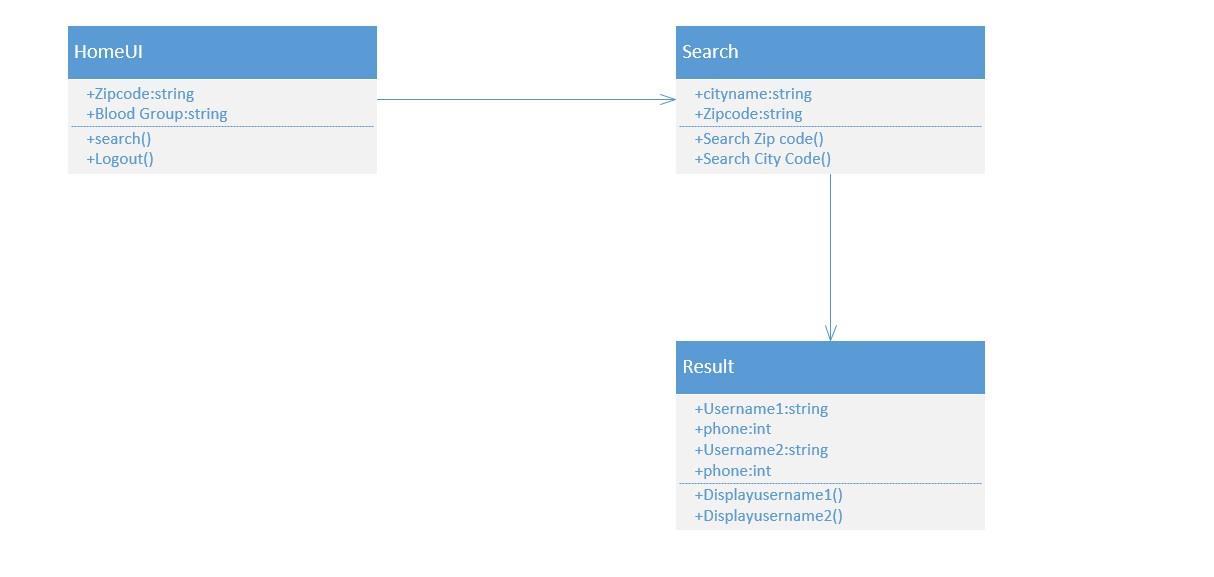 HomeUI
+Zipcode:string
+Blood Group:string
+search()
+Logout()
Search
+cityname:string
+Zipcode:string
+Search Zip code()
+Search City Code()
Result
+Username1:string
+phone:int
+Username2:string
+phone:int
+Displayusername1()
+Displayusername2()